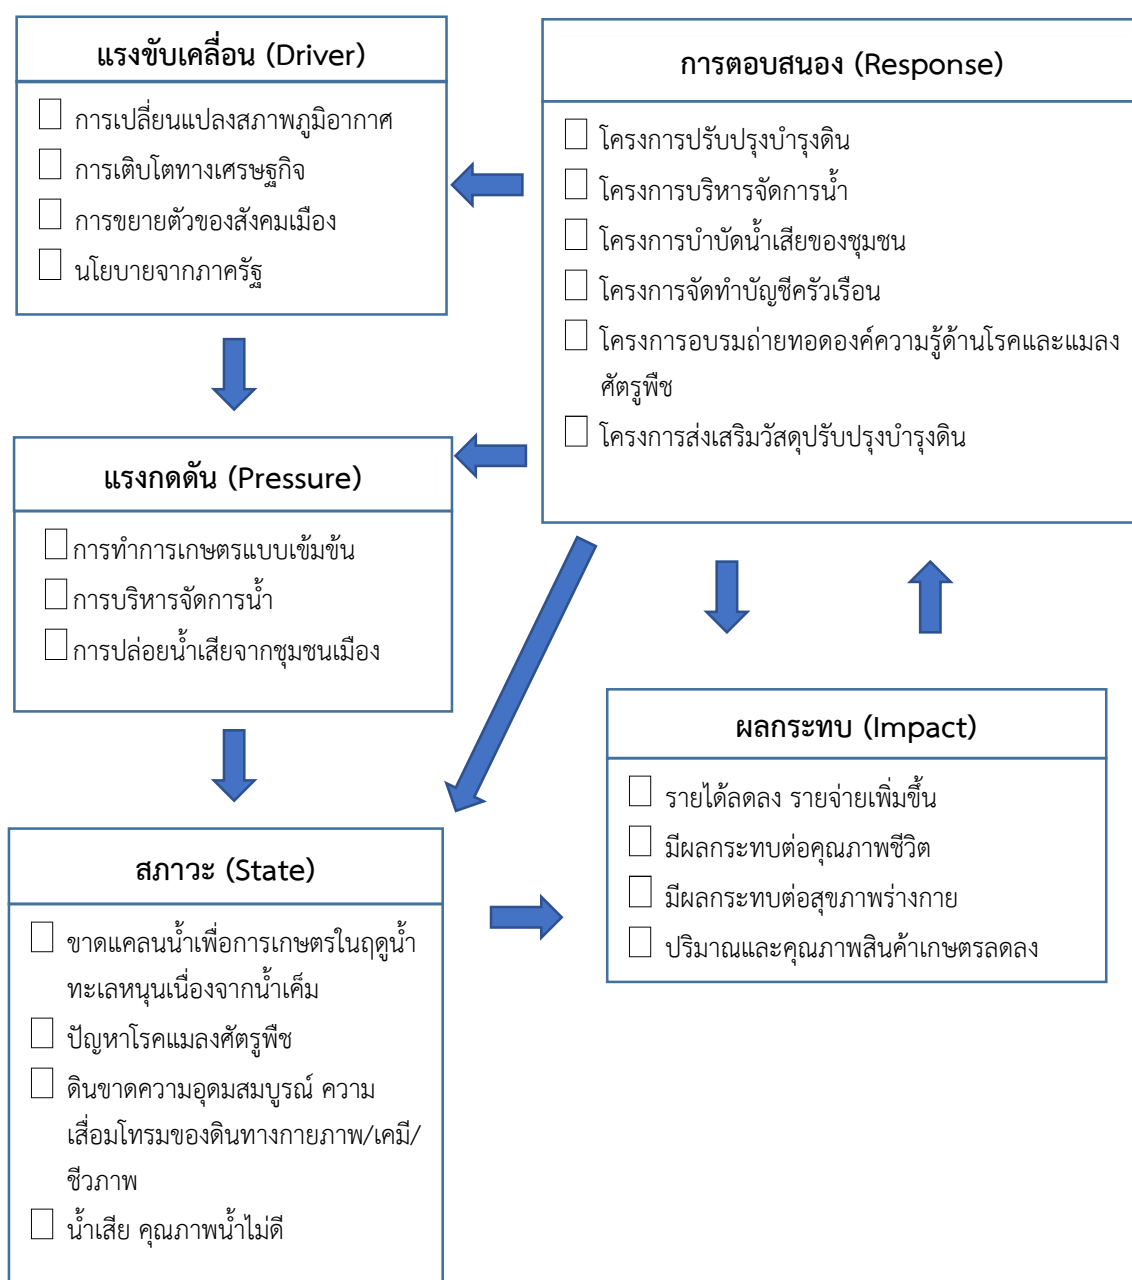 แรงขับเคลื่อน (Driver)
การเปลี่ยนแปลงสภาพภูมิอากาศ
การเติบโตทางเศรษฐกิจ
การขยายตัวของสังคมเมือง
นโยบายจากภาครัฐ
การตอบสนอง (Response)
โครงการปรับปรุงบำรุงดิน
โครงการบริหารจัดการน้ำ
โครงการบำบัดน้ำเสียของชุมชน
โครงการจัดทำบัญชีครัวเรือน
โครงการอบรมถ่ายทอดองค์ความรู้ด้านโรคและแมลง
ศัตรูพืช
โครงการส่งเสริมวัสดุปรับปรุงบำรุงดิน
แรงกดดัน (Pressure)
การทำการเกษตรแบบเข้มข้น
การบริหารจัดการน้ำ
การปล่อยน้ำเสียจากชุมชนเมือง
ผลกระทบ (Impact)
รายได้ลดลง รายจ่ายเพิ่มขึ้น
มีผลกระทบต่อคุณภาพชีวิต
มีผลกระทบต่อสุขภาพร่างกาย
ปริมาณและคุณภาพสินค้าเกษตรลดลง
สภาวะ (State)
ขาดแคลนน้ำเพื่อการเกษตรในฤดูน้ำ
ทะเลหนุนเนื่องจากน้ำเค็ม
ปัญหาโรคแมลงศัตรูพืช
ดินขาดความอุดมสมบูรณ์ ความ
เสื่อมโทรมของดินทางกายภาพ/เคมี/
ชีวภาพ
น้ำเสีย คุณภาพน้ำไม่ดี